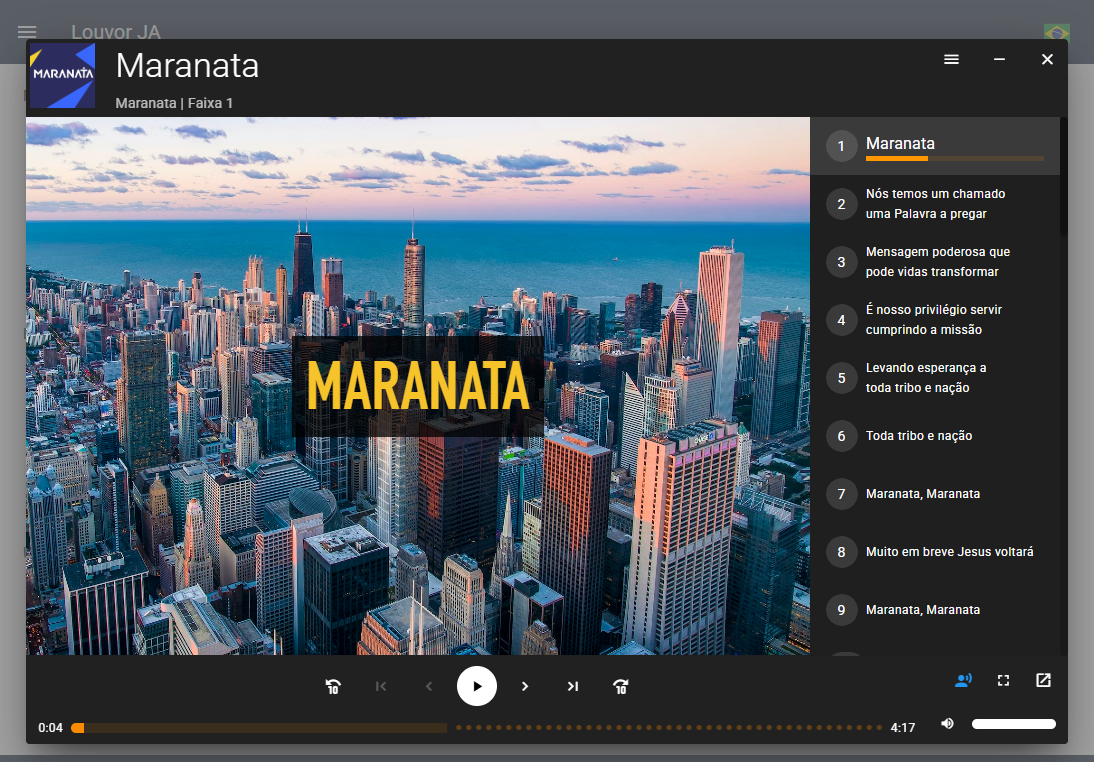 Louvor JA
MARANATA
Maranata
Maranata | Faixa 1
MARANATA
1
Maranata
2
Nós temos um chamado
uma Palavra a pregar
3
Mensagem poderosa que
pode vidas transformar
4
É nosso privilégio servir
cumprindo a missão
5
Levando esperança a
toda tribo e nação
6
Toda tribo e nação
7
Maranata, Maranata
8
Muito em breve Jesus voltará
9
Maranata, Maranata
10
10
0:04
4:17